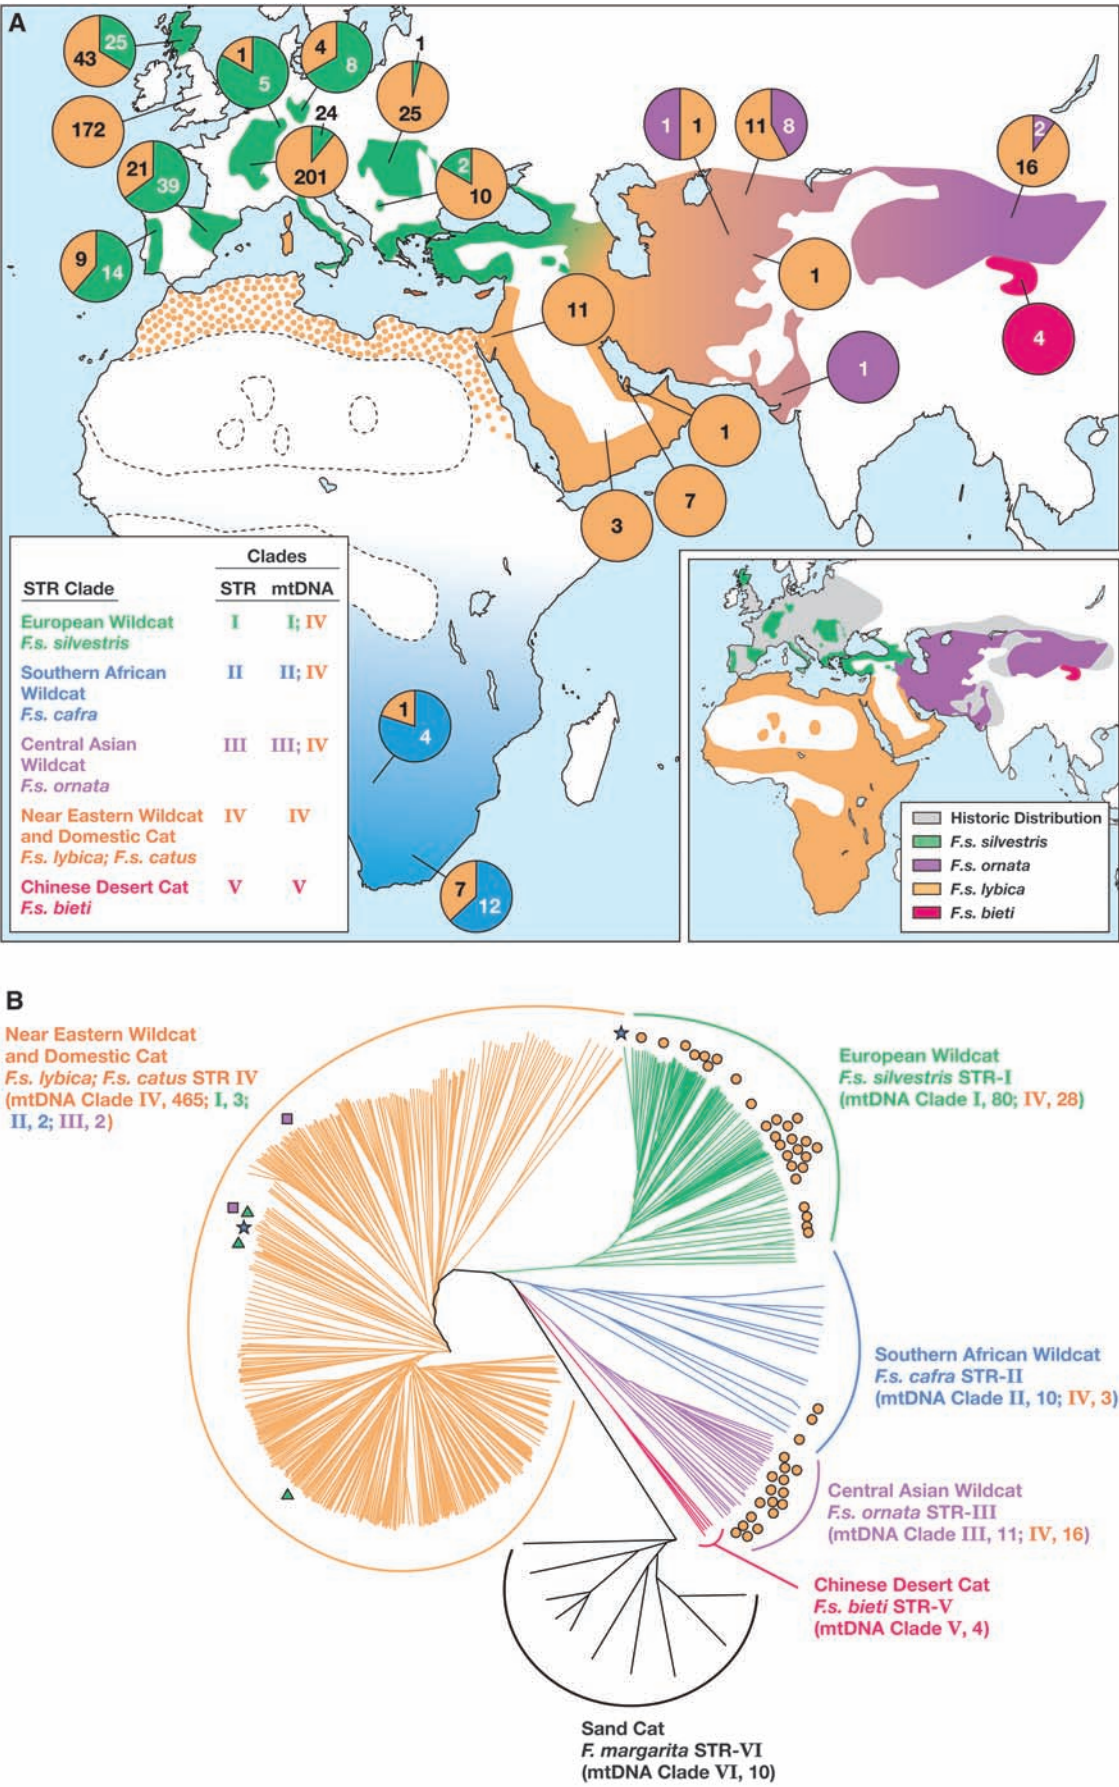 A
25
43
1
5
4
8
1
25
172
24
201
21
39
2
10
9
14
1
1
11
8
2
16
1
11
4
1
1
7
3
Clades
STR Clade
STR
mtDNA
European Wildcat
F.s. silvestris
I
I; IV
Southern African
Wildcat
F.s. cafra
II
II; IV
Central Asian
Wildcat
F.s. ornata
III
III; IV
Near Eastern Wildcat
and Domestic Cat
F.s. lybica; F.s. catus
IV
IV
Chinese Desert Cat
F.s. bieti
V
V
1
4
7
12
Historic Distribution
F.s. silvestris
F.s. ornata
F.s. lybica
F.s. bieti
B
Near Eastern Wildcat
and Domestic Cat
F.s. lybica; F.s. catus STR IV
(mtDNA Clade IV, 465; I, 3;
II, 2; III, 2)
European Wildcat
F.s. silvestris STR-I
(mtDNA Clade I, 80; IV, 28)
Southern African Wildcat
F.s. cafra STR-II
(mtDNA Clade II, 10; IV, 3)
Central Asian Wildcat
F.s. ornata STR-III
(mtDNA Clade III, 11; IV, 16)
Chinese Desert Cat
F.s. bieti STR-V
(mtDNA Clade V, 4)
Sand Cat
F. margarita STR-VI
(mtDNA Clade VI, 10)